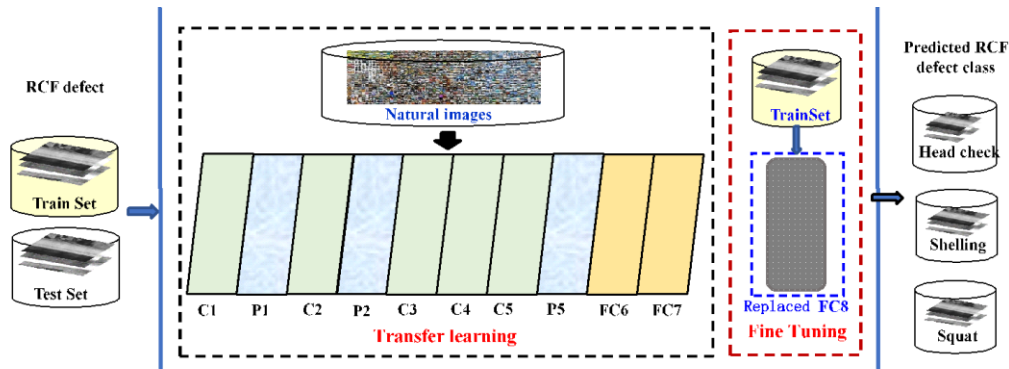 RCF defect
Train Set
Test Set
Natural images
C1 P1 C2 P2 C3 C4 C5 P5 FC6 FC7
Transfer learning
TrainSet
Replaced FC8
Fine Tuning
Predicted RCF
defect class
Head check
Shelling
Squat